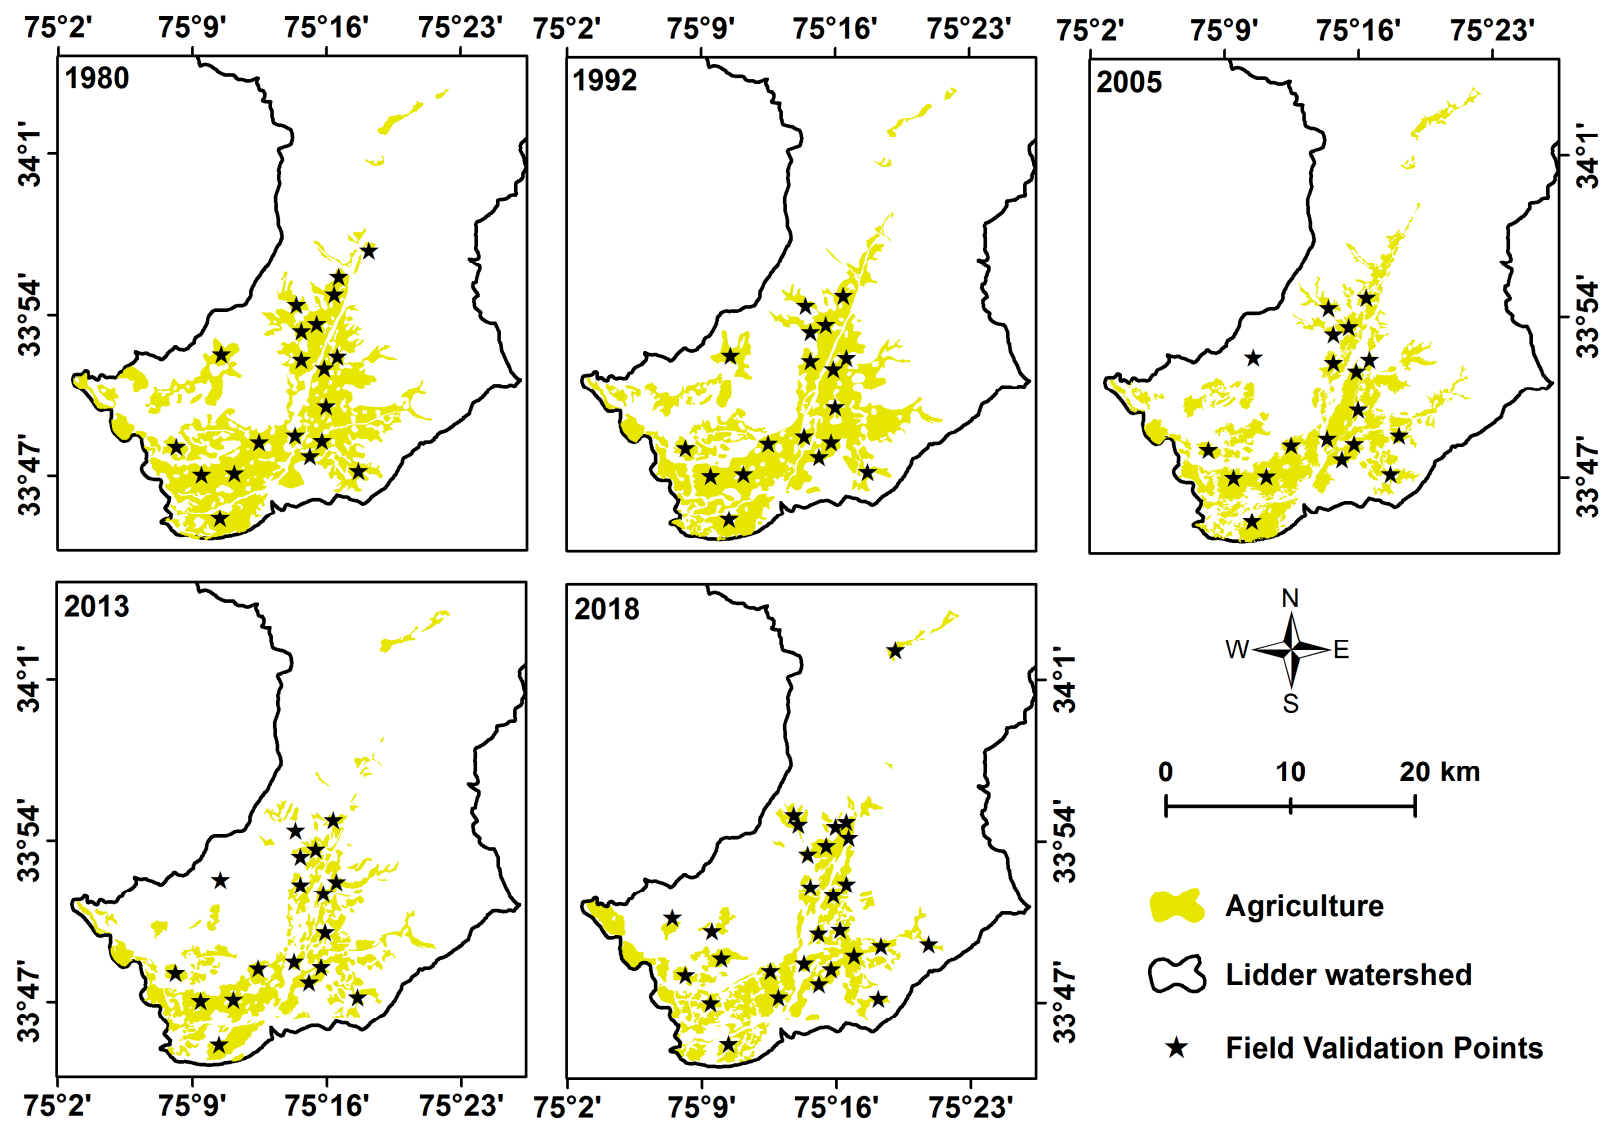 75°2' 75°9' 75°16' 75°23' 75°2' 75°9' 75°16' 75°23' 75°2' 75°9' 75°16' 75°23'
1980 1992 2005
34°1' 34°1'
33°54' 33°54'
33°47' 33°47'
2013 2018
N
W E
S
34°1' 34°1'
0 10 20 km
33°54' 33°54'
Agriculture
Lidder watershed
33°47' 33°47'
Field Validation Points
75°2' 75°9' 75°16' 75°23' 75°2' 75°9' 75°16' 75°23'